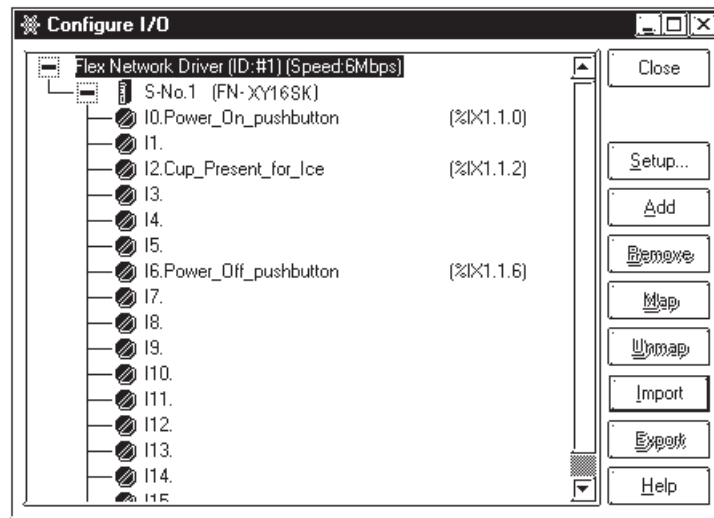 Configure I/O
Flex Network Driver (ID:#1) (Speed:6Mbps)
S-No.1 (FN-XY16SK)
I0.Power_On_pushbutton (%IX1.1.0)
I1.
I2.Cup_Present_for_Ice (%IX1.1.2)
I3.
I4.
I5.
I6.Power_Off_pushbutton (%IX1.1.6)
I7.
I8.
I9.
I10.
I11.
I12.
I13.
I14.
I15.
Close
Setup...
Add
Remove
Map
Unmap
Import
Export
Help